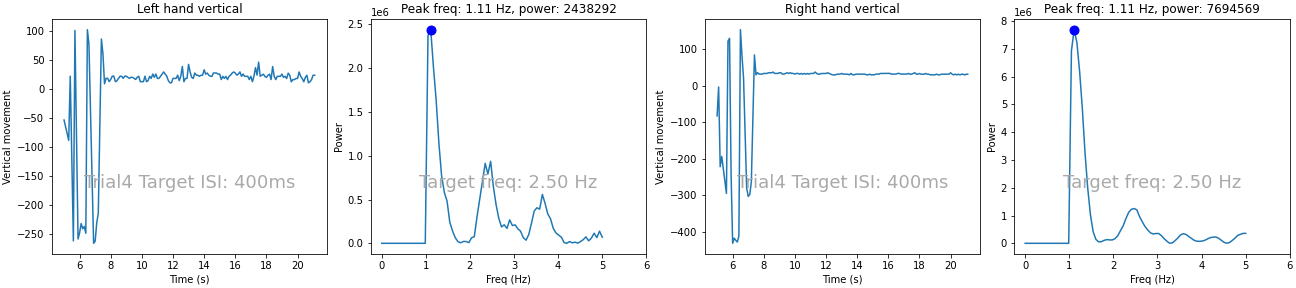 Left hand vertical
Vertical movement
100
50
0
−50
−100
−150
−200
−250
Trial4 Target ISI: 400ms
6 8 10 12 14 16 18 20
Time (s)
Peak freq: 1.11 Hz, power: 2438292
1e6
Power
2.5
2.0
1.5
1.0
0.5
0.0
Target freq: 2.50 Hz
0 1 2 3 4 5 6
Freq (Hz)
Right hand vertical
Vertical movement
100
0
−100
−200
−300
−400
Trial4 Target ISI: 400ms
6 8 10 12 14 16 18 20
Time (s)
Peak freq: 1.11 Hz, power: 7694569
1e6
Power
8
7
6
5
4
3
2
1
0
Target freq: 2.50 Hz
0 1 2 3 4 5 6
Freq (Hz)